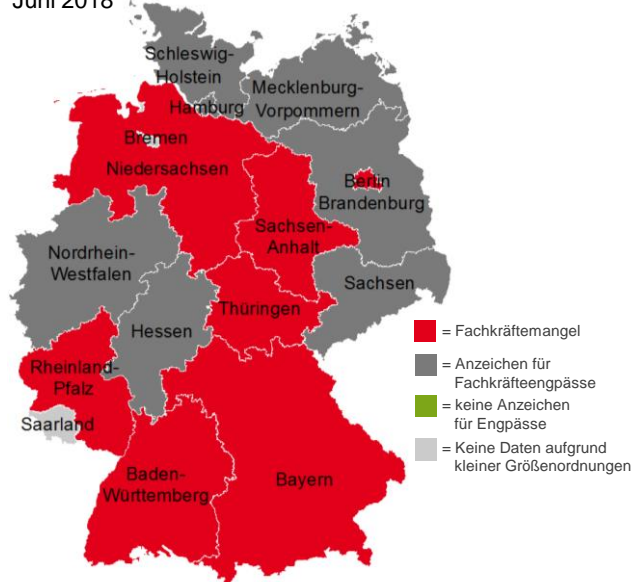 Juni 2018
Schleswig-
Holstein
Mecklenburg-
Vorpommern
Hamburg
Bremen
Niedersachsen
Berlin
Brandenburg
Sachsen-
Anhalt
Nordrhein-
Westfalen
Sachsen
Thüringen
Hessen
Rheinland-
Pfalz
Saarland
Baden-
Württemberg
Bayern
= Fachkräftemangel
= Anzeichen für
Fachkräfteengpässe
= keine Anzeichen
für Engpässe
= Keine Daten aufgrund
kleiner Größenordnungen